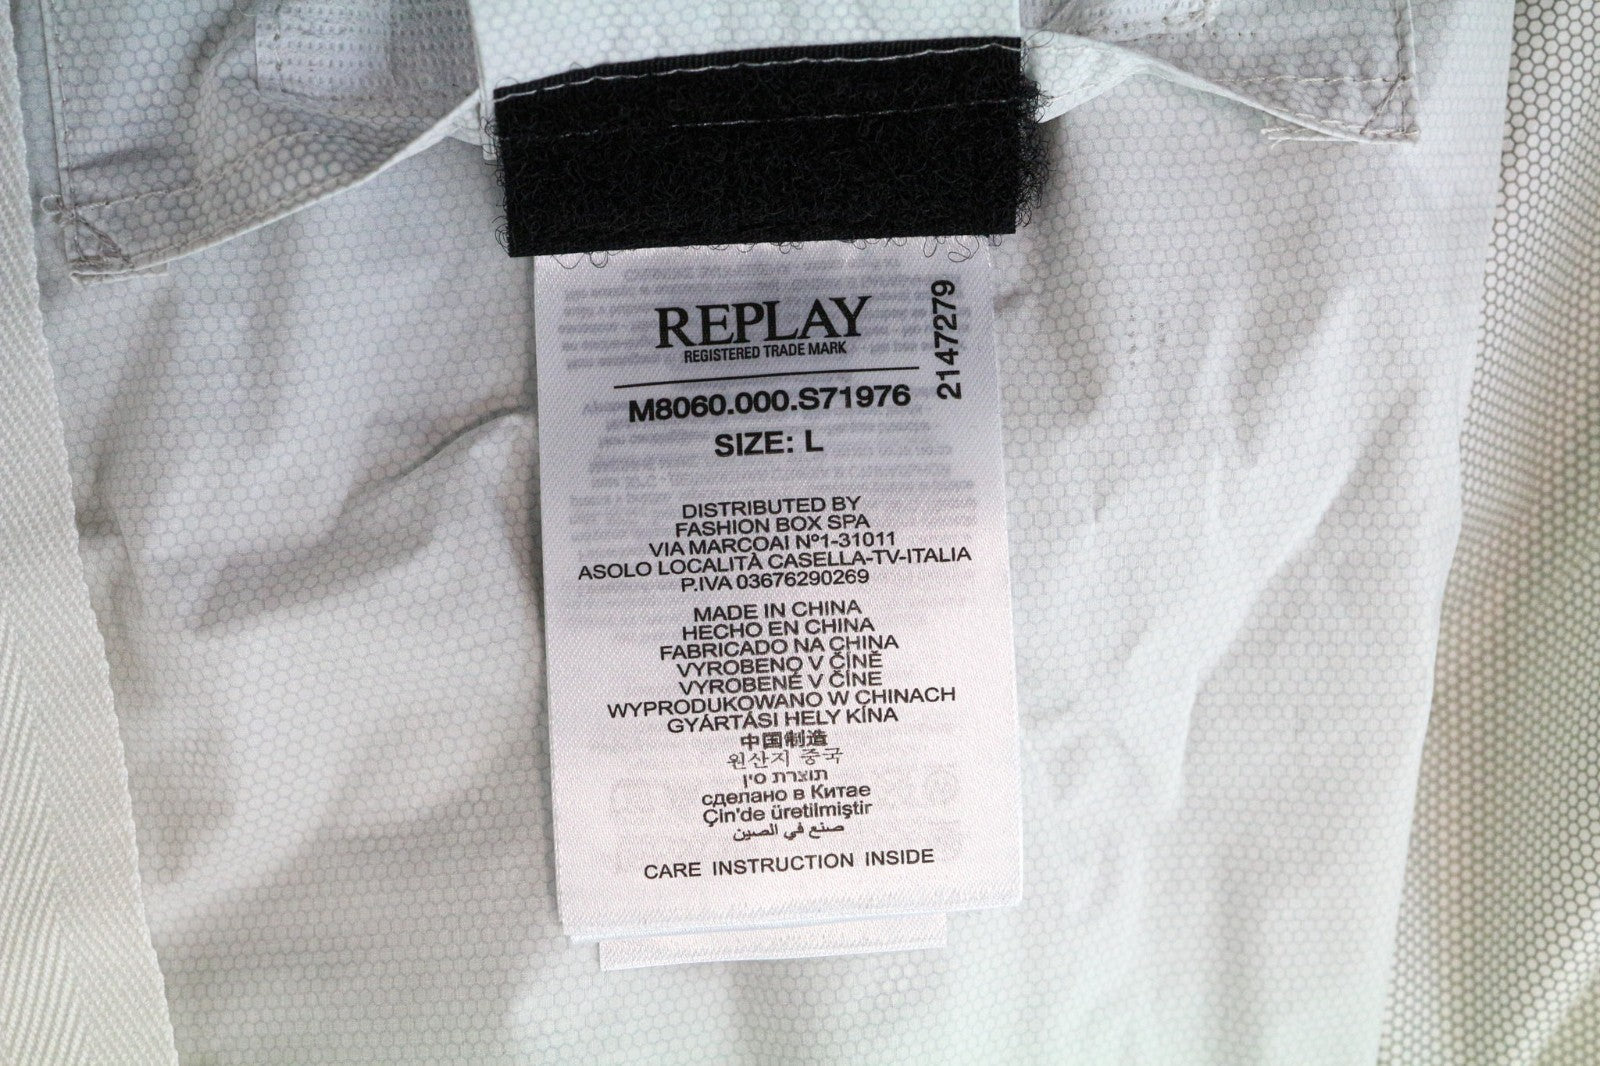 REPLAY
REGISTERED TRADE MARK
2147279
M8060.000.S71976
SIZE: L
DISTRIBUTED BY
FASHION BOX SPA
VIA MARCOAI Nº1-31011
ASOLO LOCALITÀ CASELLA-TV-ITALIA
P.IVA 03676290269
MADE IN CHINA
HECHO EN CHINA
FABRICADO NA CHINA
VYROBENO V ČÍNĚ
VYROBENÉ V ČÍNE
WYPRODUKOWANO W CHINACH
GYÁRTÁSI HELY KÍNA
中国制造
원산지 중국
תוצרת סין
сделано в Китае
Çin'de üretilmiştir
صنع في الصين
CARE INSTRUCTION INSIDE